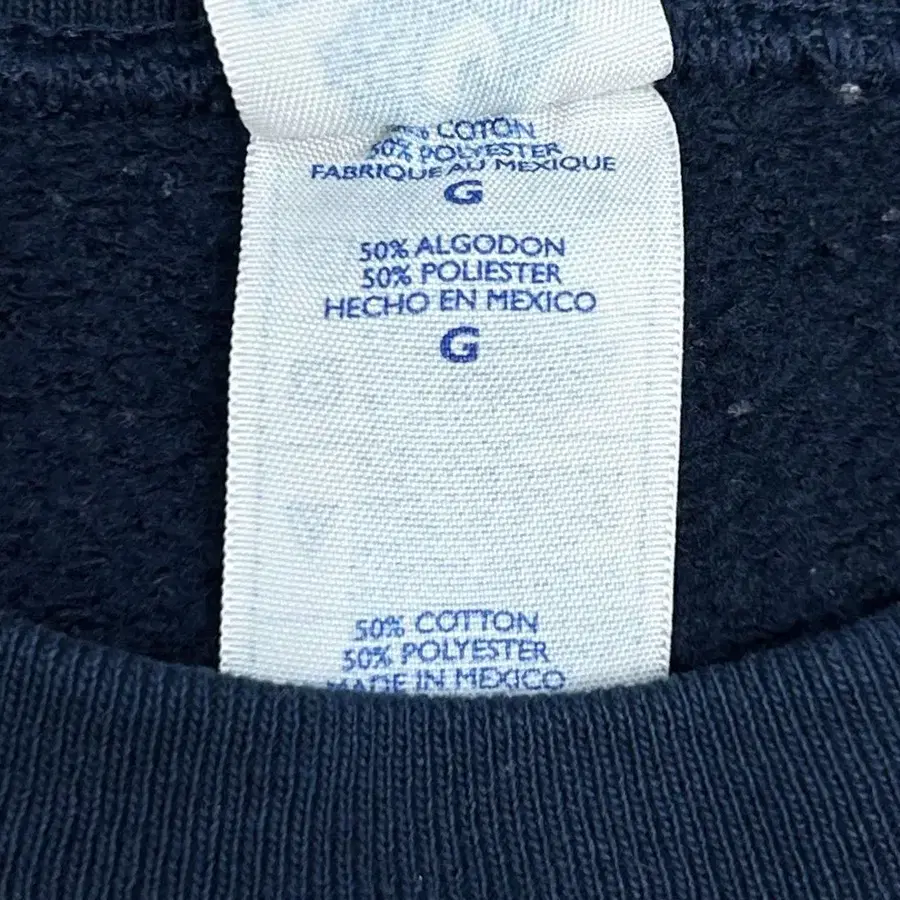 % COTON
50% POLYESTER
FABRIQUE AU MEXIQUE
G
50% ALGODON
50% POLIESTER
HECHO EN MEXICO
G
50% COTTON
50% POLYESTER
MADE IN MEXICO